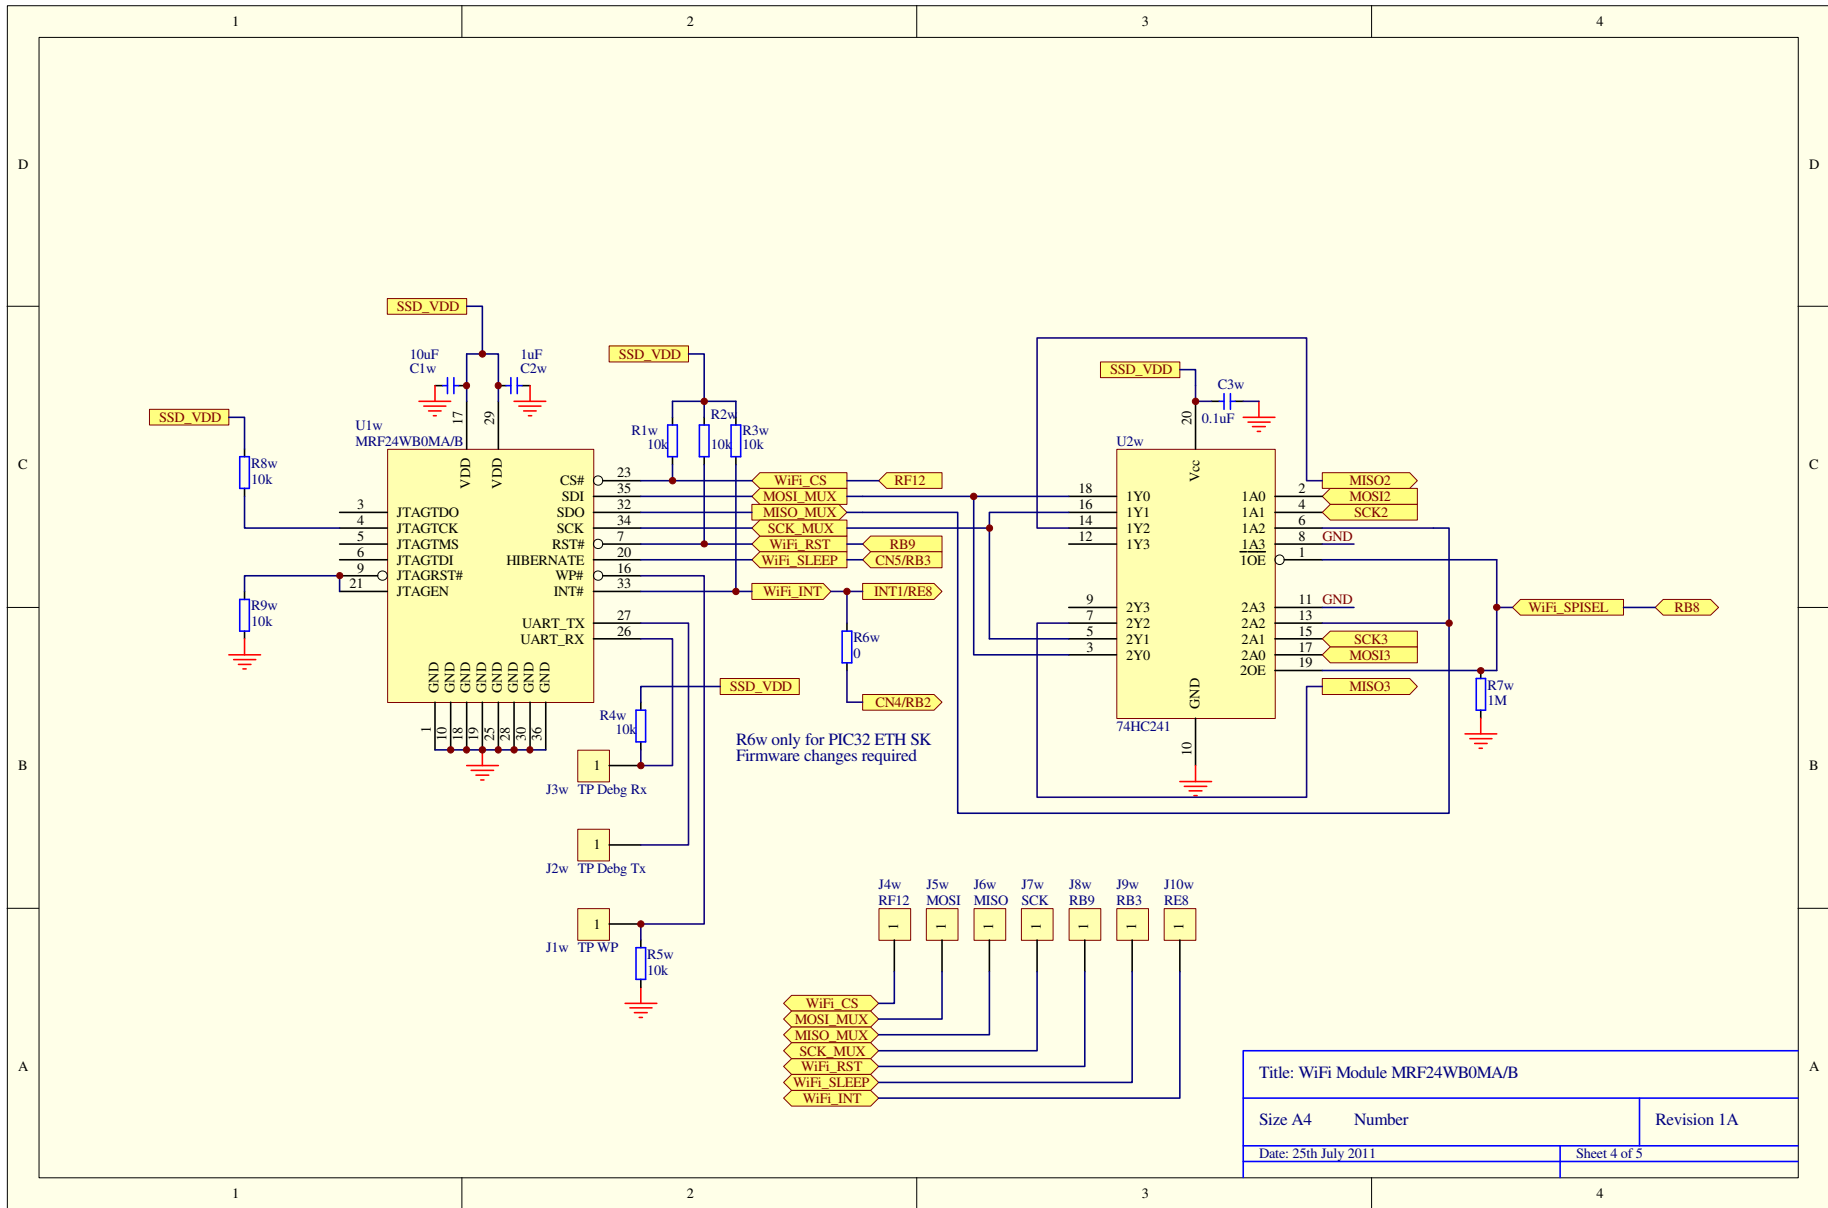 1 2 3 4
D D
SSD_VDD
10uF
C1w
1uF
C2w
SSD_VDD
SSD_VDD
C3w
0.1uF
20
SSD_VDD
17
29
R8w
10k
U1w
MRF24WB0MA/B
R1w
10k
R2w
10k
R3w
10k
U2w
C C
VDD
VDD
Vcc
CS# 23 WiFi_CS RF12
SDI 35 MOSI_MUX
SDO 32 MISO_MUX
SCK 34 SCK_MUX
RST# 7 WiFi_RST RB9
HIBERNATE 20 WiFi_SLEEP CN5/RB3
WP# 16
INT# 33 WiFi_INT INT1/RE8
UART_TX 27
UART_RX 26
3 JTAGTDO
4 JTAGTCK
5 JTAGTMS
6 JTAGTDI
9 JTAGRST#
21 JTAGEN
R9w
10k
GND GND GND GND GND GND GND GND
1 10 18 19 25 28 30 36
R6w
0
CN4/RB2
SSD_VDD
R4w
10k
R6w only for PIC32 ETH SK
Firmware changes required
18 1Y0
16 1Y1
14 1Y2
12 1Y3
9 2Y3
7 2Y2
5 2Y1
3 2Y0
MISO2
1A0 2 MOSI2
1A1 4 SCK2
1A2 6
1A3 8 GND
1OE 1
2A3 11 GND
2A2 13
2A1 15 SCK3
2A0 17 MOSI3
2OE 19
MISO3
WiFi_SPISEL RB8
R7w
1M
GND
74HC241
10
B B
1
J3w TP Debg Rx
1
J2w TP Debg Tx
1
J1w TP WP
R5w
10k
J4w J5w J6w J7w J8w J9w J10w
RF12 MOSI MISO SCK RB9 RB3 RE8
1 1 1 1 1 1 1
WiFi_CS
MOSI_MUX
MISO_MUX
SCK_MUX
WiFi_RST
WiFi_SLEEP
WiFi_INT
A A
Title: WiFi Module MRF24WB0MA/B
Size A4 Number Revision 1A
Date: 25th July 2011 Sheet 4 of 5
1 2 3 4